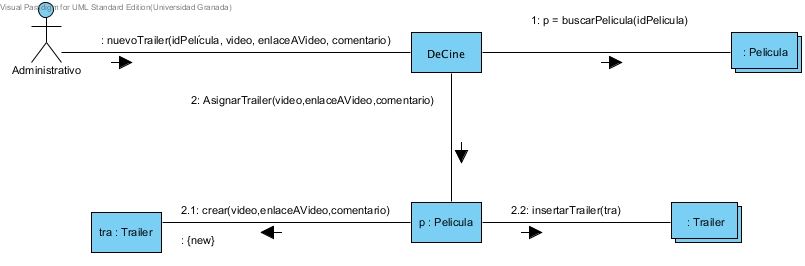 Visual Paradigm for UML Standard Edition(Universidad Granada)
1: p = buscarPelicula(idPelicula)
: nuevoTrailer(idPelícula, video, enlaceAVideo, comentario)
DeCine
: Pelicula
Administrativo
2: AsignarTrailer(video,enlaceAVideo,comentario)
2.1: crear(video,enlaceAVideo,comentario)
2.2: insertarTrailer(tra)
tra : Trailer
p : Pelicula
: Trailer
: {new}